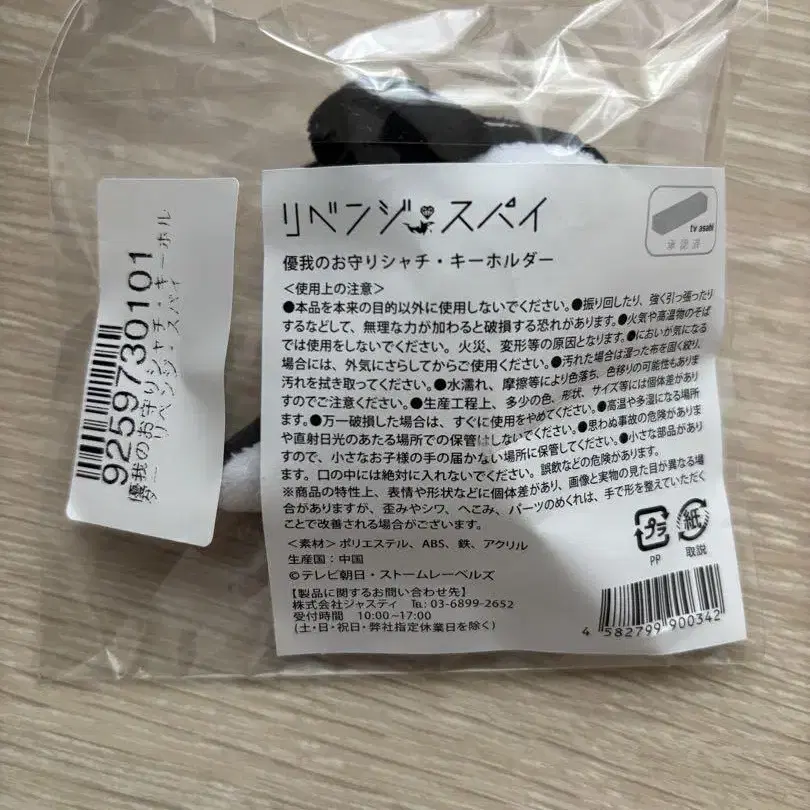 9259730101
優我のお守りシャチ・キーホル
ダー リベンジ・スパイ
リベンジ スパイ
tv asahi
承認済
優我のお守りシャチ・キーホルダー
<使用上の注意>
●本品を本来の目的以外に使用しないでください。●振り回したり、強く引っ張ったり
するなどして、無理な力が加わると破損する恐れがあります。●火気や高温物のそば
では使用をしないでください。火災、変形等の原因となります。●においが気になる
場合には、外気にさらしてからご使用ください。●汚れた場合は湿った布を固く絞り、
汚れを拭き取ってください。●水濡れ、摩擦等により色落ち、色移りの可能性もありま
すのでご注意ください。●生産工程上、多少の色、形状、サイズ等には個体差があり
ます。●万一破損した場合は、すぐに使用をやめてください。●高温や多湿になる場所
や直射日光のあたる場所での保管はしないでください。●思わぬ事故の危険がありま
すので、小さなお子様の手の届かない場所に保管してください。●小さな部品があり
ます。口の中には絶対に入れないでください。誤飲などの危険があります。
※商品の特性上、表情や形状などに個体差があり、画像と実物の見た目が異なる場
合がありますが、歪みやシワ、へこみ、パーツのめくれは、手で形を整えていただく
ことで改善される場合がございます。
<素材>ポリエステル、ABS、鉄、アクリル
生産国:中国
©テレビ朝日・ストームレーベルズ
【製品に関するお問い合わせ先】
株式会社ジャスティ TEL: 03-6899-2652
受付時間 10:00~17:00
(土・日・祝日・弊社指定休業日を除く)
プラ
PP
紙
取説
4 582799 900342